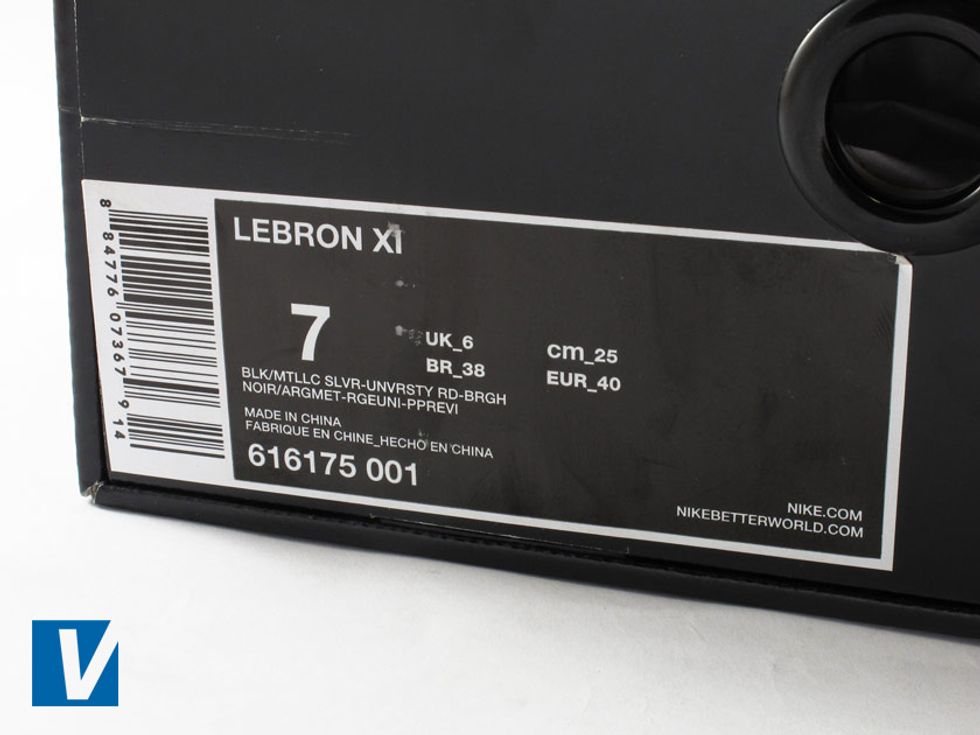 8 84776 07367 9 14
LEBRON XI
7
UK_6
BR_38
cm_25
EUR_40
BLK/MTLLC SLVR-UNVRSTY RD-BRGH
NOIR/ARGMET-RGEUNI-PPREVI
MADE IN CHINA
FABRIQUE EN CHINE_HECHO EN CHINA
616175 001
NIKE.COM
NIKEBETTERWORLD.COM
V